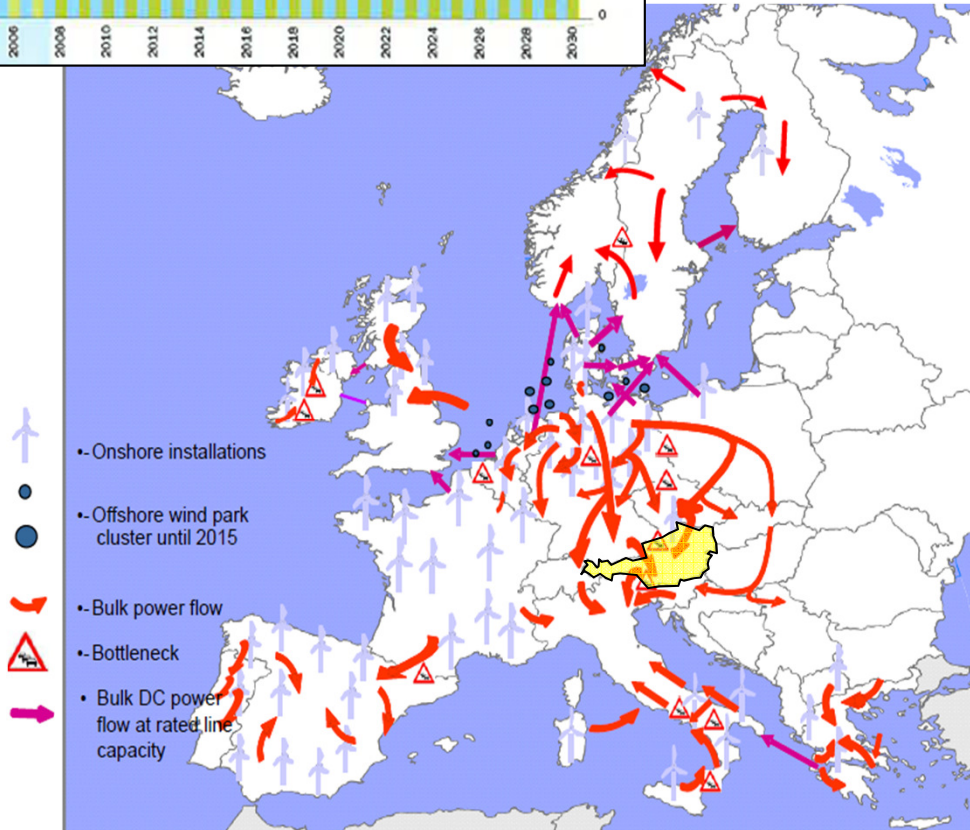 0
2006 2008 2010 2012 2014 2016 2018 2020 2022 2024 2026 2028 2030
•-Onshore installations
•-Offshore wind park
cluster until 2015
•-Bulk power flow
•-Bottleneck
• Bulk DC power
flow at rated line
capacity